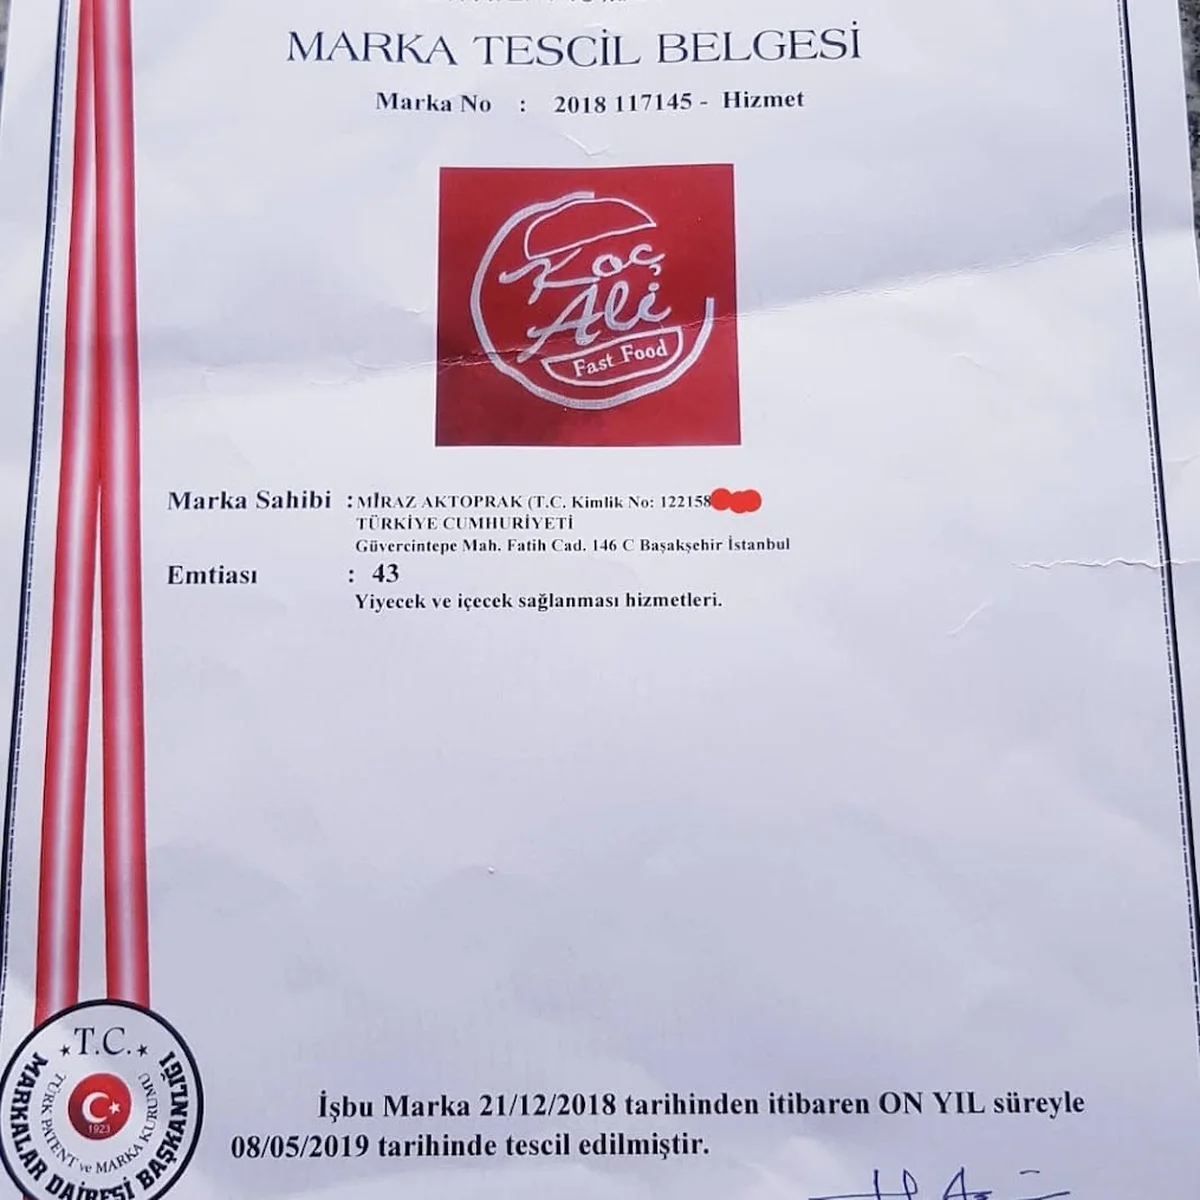 MARKA TESCİL BELGESİ
Marka No : 2018 117145 - Hizmet
Koç
Ali
Fast Food
Marka Sahibi : MİRAZ AKTOPRAK (T.C. Kimlik No: 122158
TÜRKİYE CUMHURİYETİ
Güvercintepe Mah. Fatih Cad. 146 C Başakşehir İstanbul
Emtiası : 43
Yiyecek ve içecek sağlanması hizmetleri.
T.C.
MARKALAR DAİRESİ BAŞKANLIĞI
TÜRK PATENT ve MARKA KURUMU
1923
İşbu Marka 21/12/2018 tarihinden itibaren ON YIL süreyle
08/05/2019 tarihinde tescil edilmiştir.